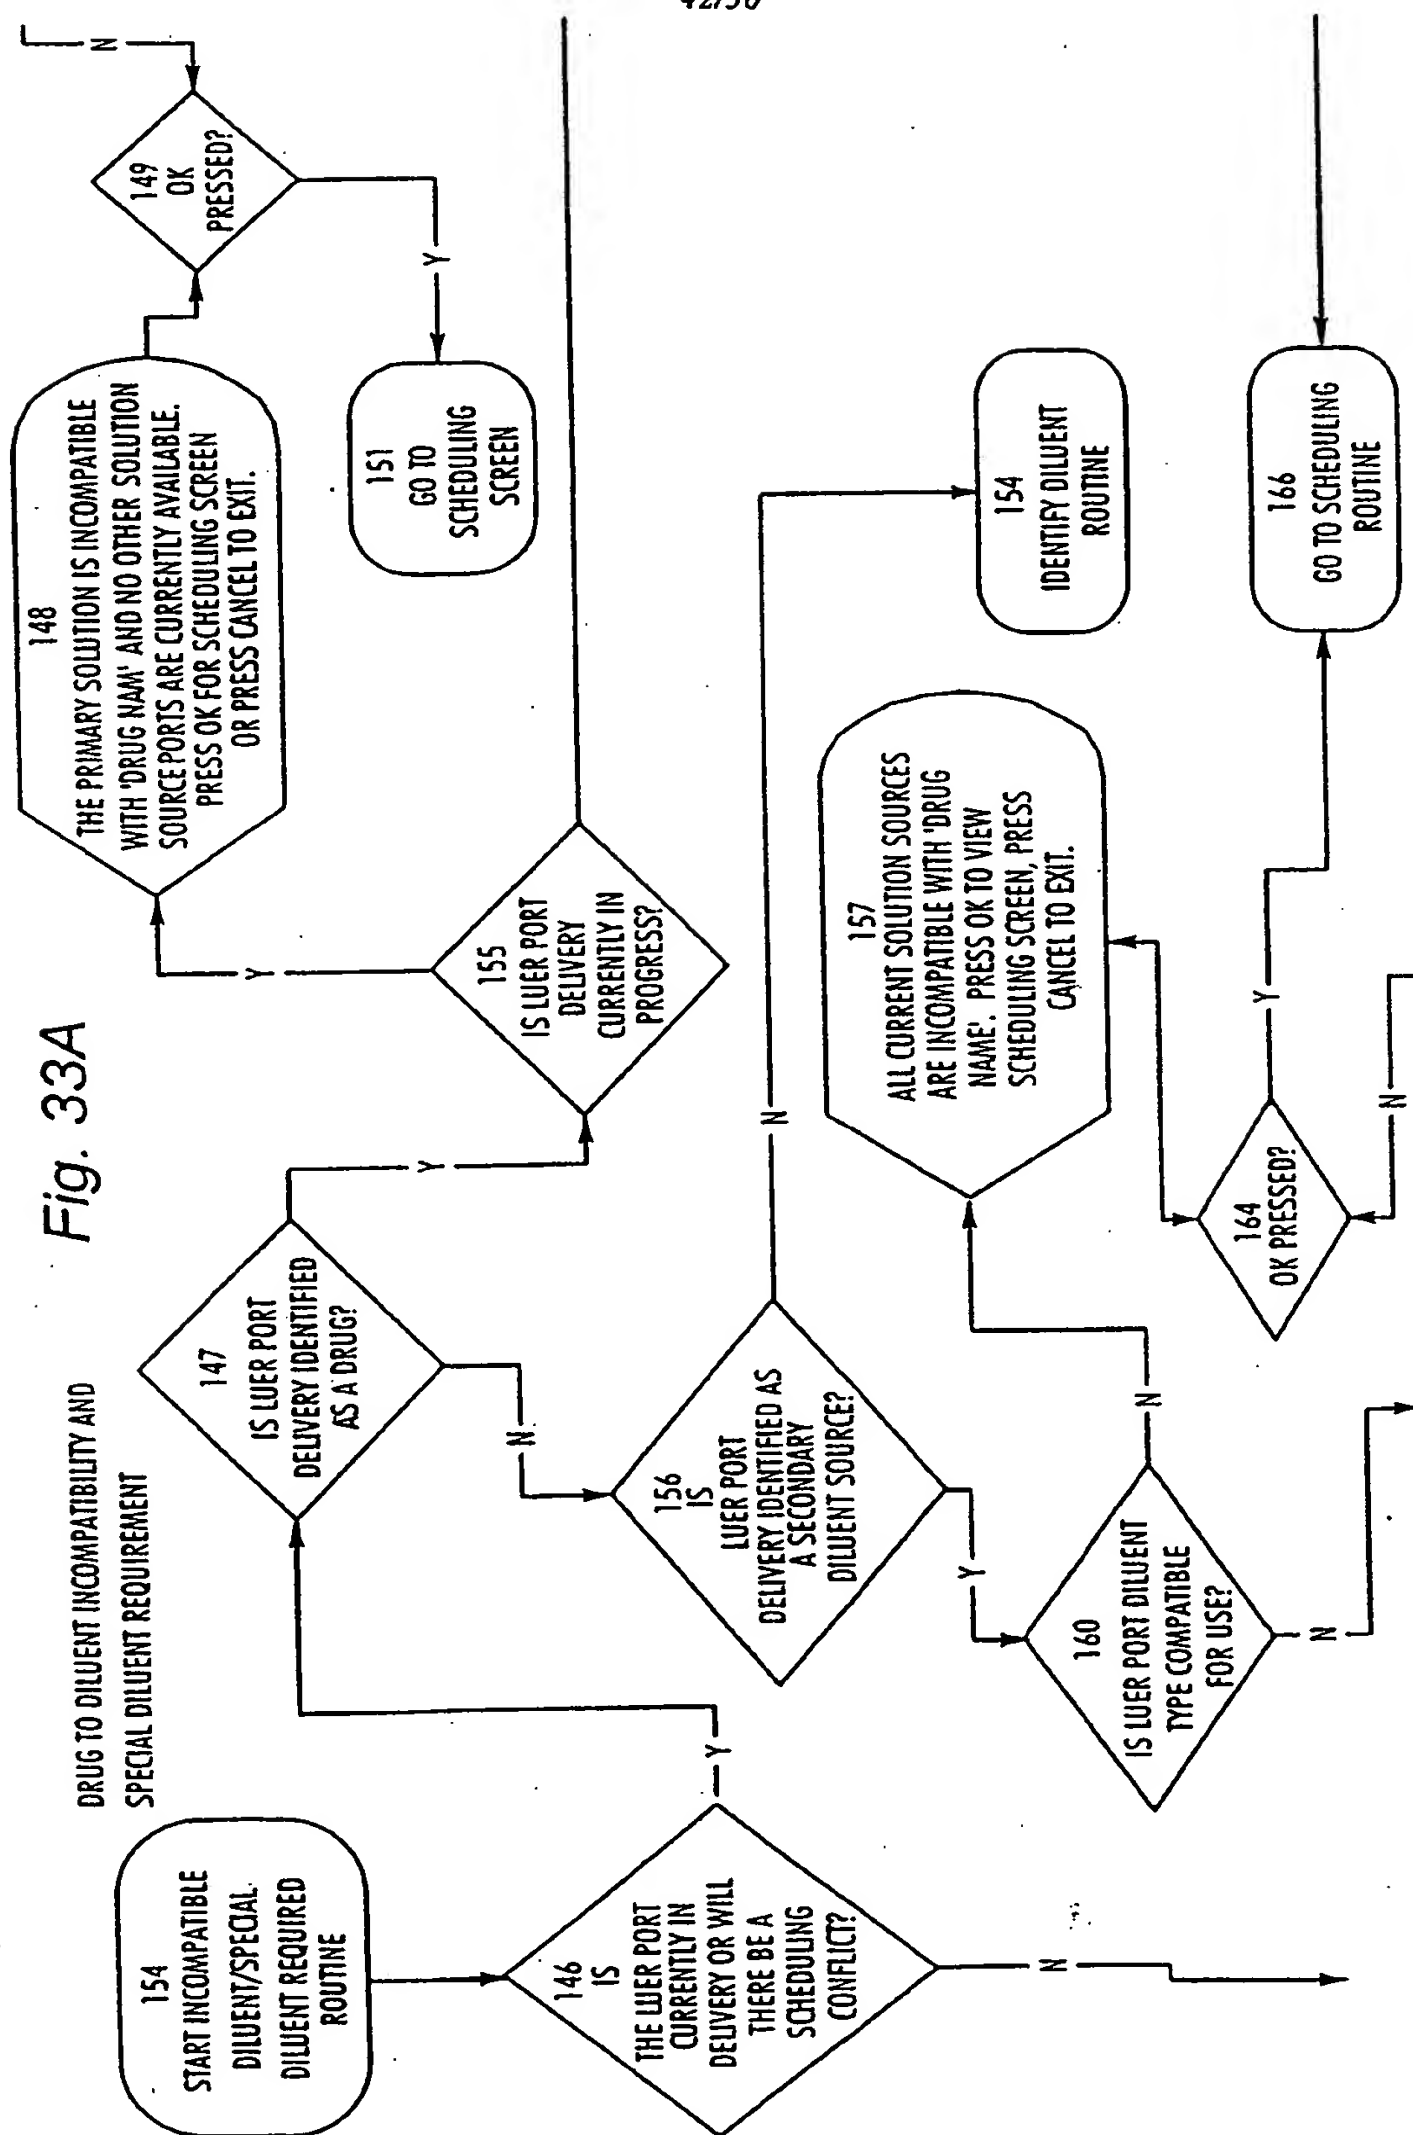 42/50
Fig. 33A
DRUG TO DILUENT INCOMPATIBILITY AND
SPECIAL DILUENT REQUIREMENT
154
START INCOMPATIBLE
DILUENT/SPECIAL
DILUENT REQUIRED
ROUTINE
146
IS
THE LUER PORT
CURRENTLY IN
DELIVERY OR WILL
THERE BE A
SCHEDULING
CONFLICT?
Y
N
147
IS LUER PORT
DELIVERY IDENTIFIED
AS A DRUG?
Y
N
155
IS LUER PORT
DELIVERY
CURRENTLY IN
PROGRESS?
Y
148
THE PRIMARY SOLUTION IS INCOMPATIBLE
WITH 'DRUG NAM' AND NO OTHER SOLUTION
SOURCE PORTS ARE CURRENTLY AVAILABLE.
PRESS OK FOR SCHEDULING SCREEN
OR PRESS CANCEL TO EXIT.
N
149
OK
PRESSED?
Y
151
GO TO
SCHEDULING
SCREEN
156
IS
LUER PORT
DELIVERY IDENTIFIED AS
A SECONDARY
DILUENT SOURCE?
N
Y
154
IDENTIFY DILUENT
ROUTINE
160
IS LUER PORT DILUENT
TYPE COMPATIBLE
FOR USE?
N
N
157
ALL CURRENT SOLUTION SOURCES
ARE INCOMPATIBLE WITH 'DRUG
NAME'. PRESS OK TO VIEW
SCHEDULING SCREEN, PRESS
CANCEL TO EXIT.
164
OK PRESSED?
Y
N
166
GO TO SCHEDULING
ROUTINE